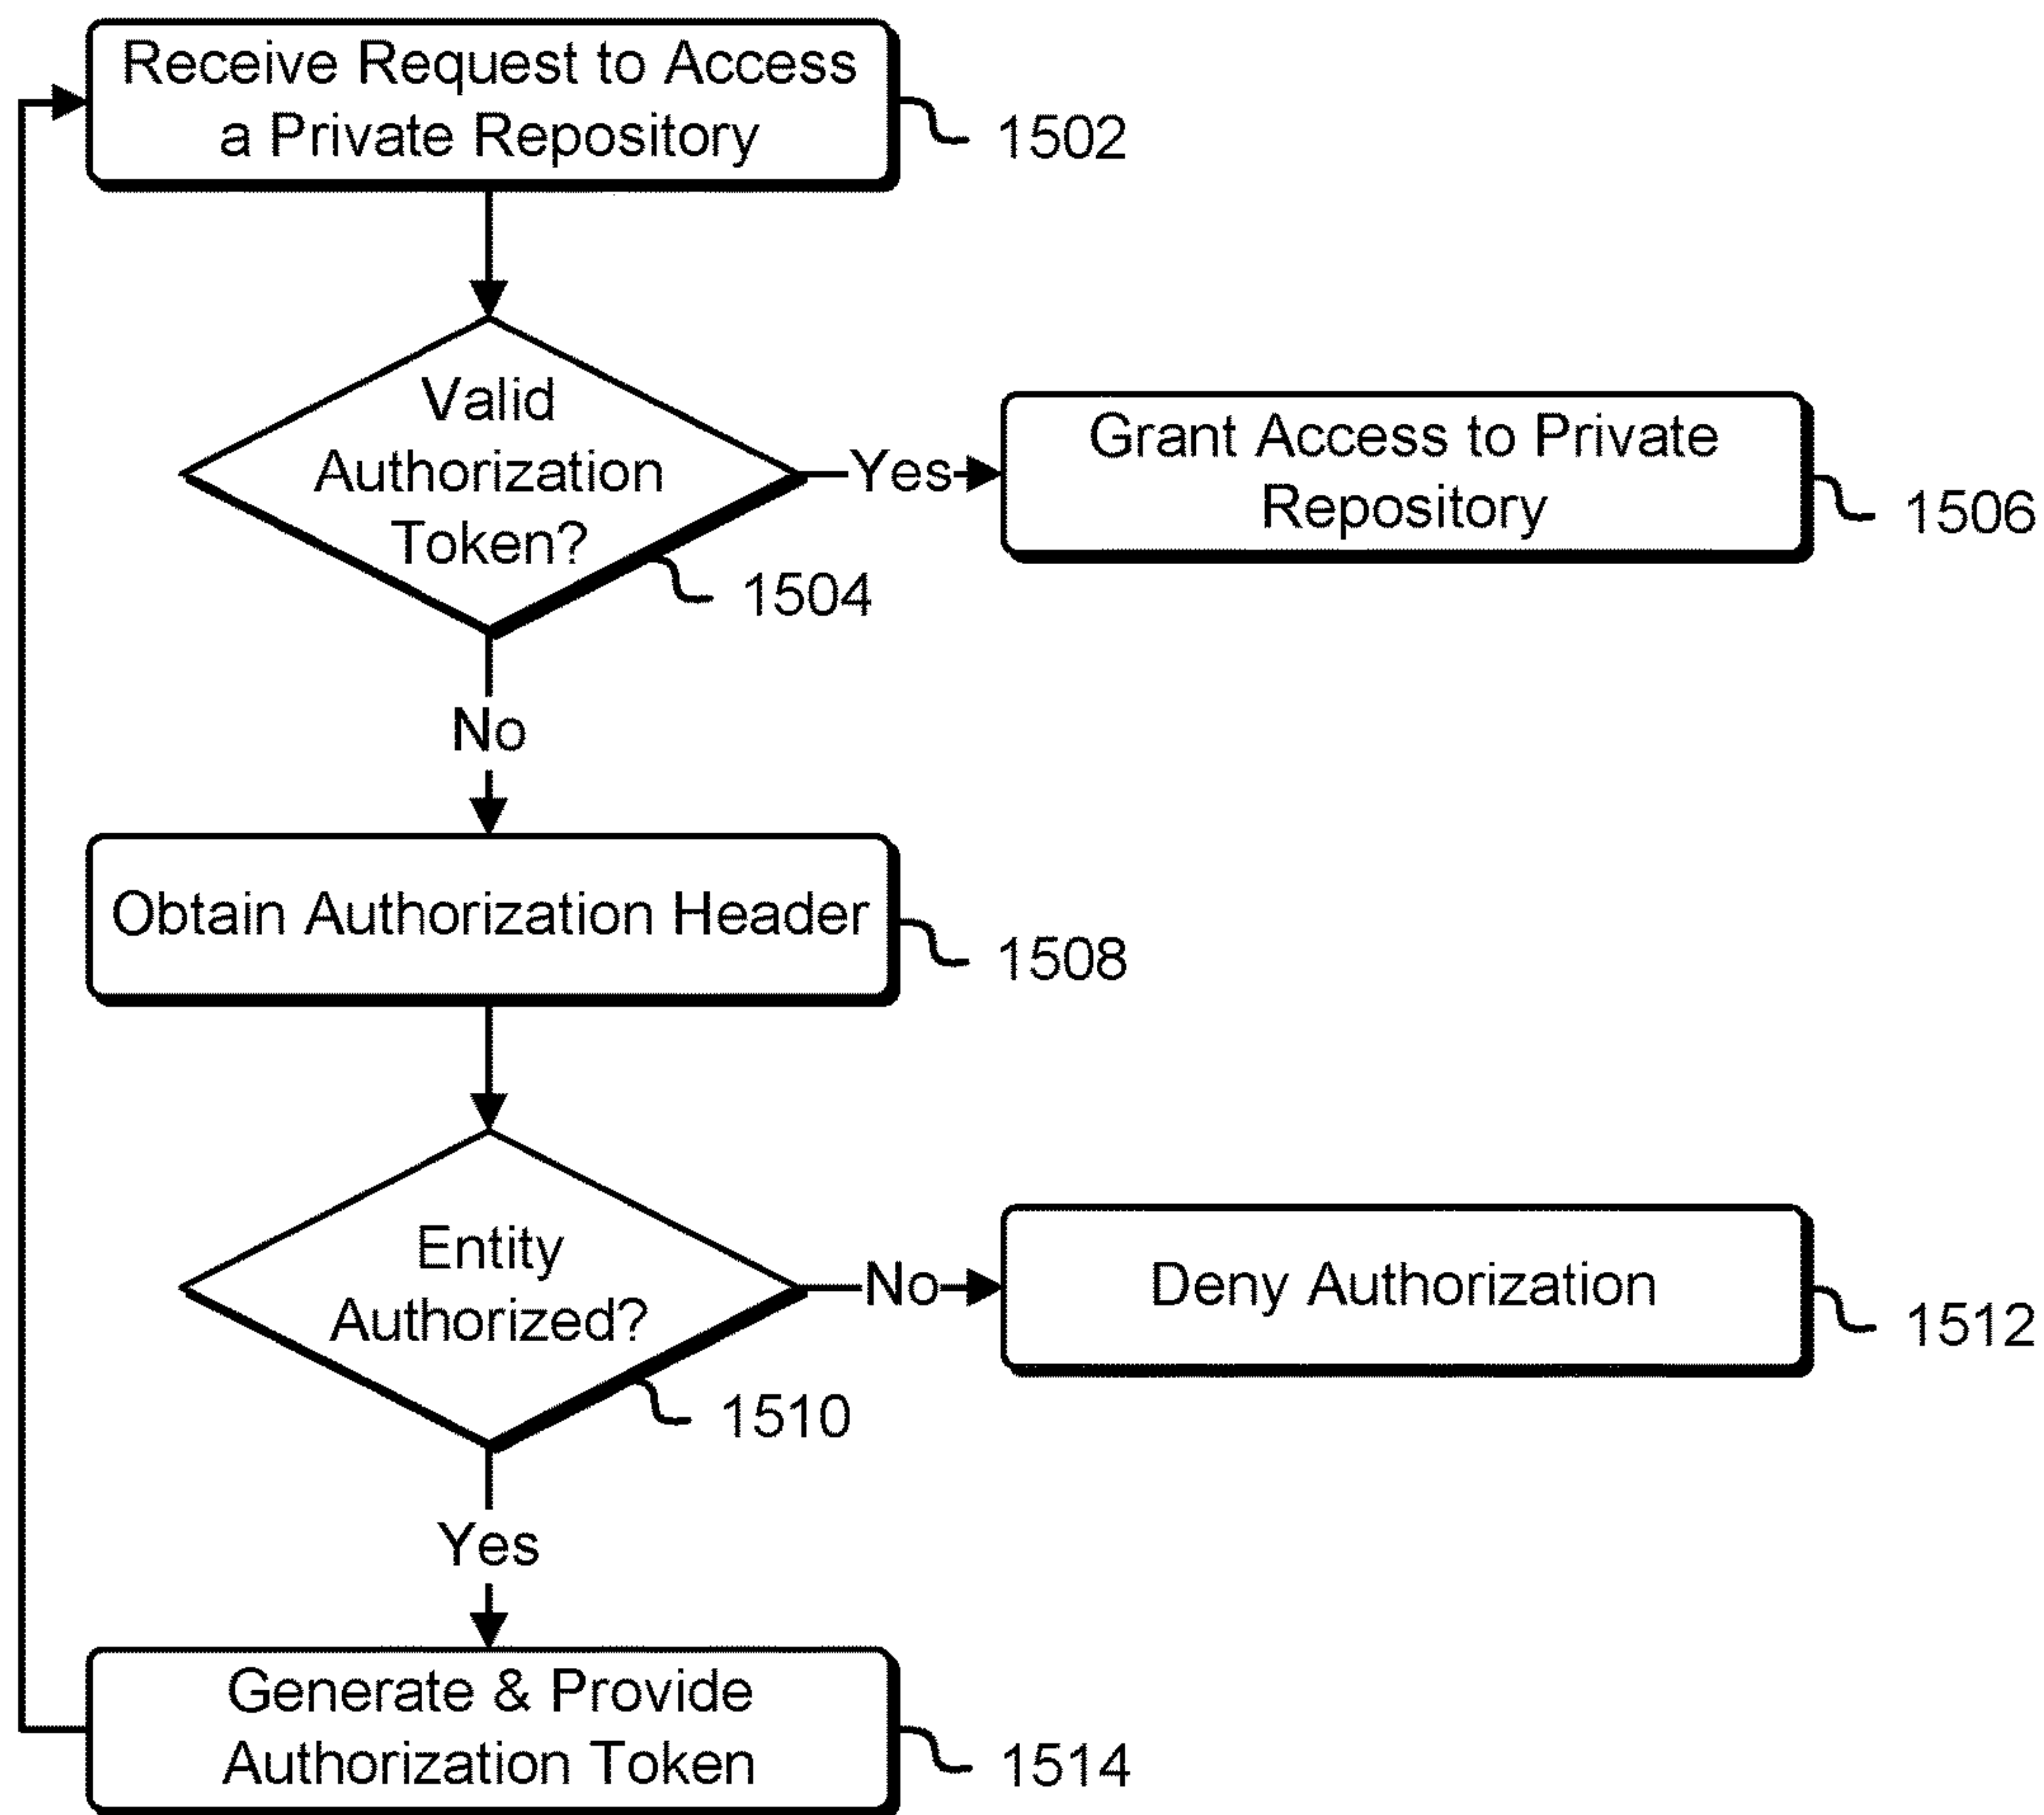 Receive Request to Access
a Private Repository
1502
Valid
Authorization
Token?
1504
Yes
Grant Access to Private
Repository
1506
No
Obtain Authorization Header
1508
Entity
Authorized?
1510
No
Deny Authorization
1512
Yes
Generate & Provide
Authorization Token
1514